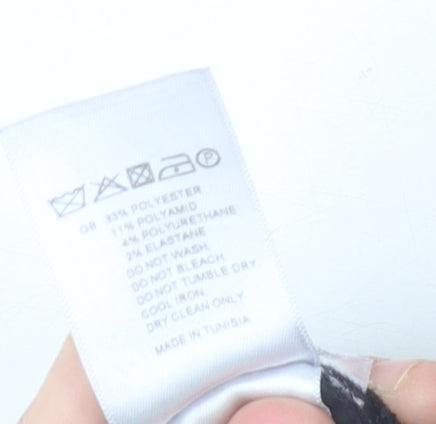 P
GB 83% POLYESTER
11% POLYAMID
4% POLYURETHANE
2% ELASTANE
DO NOT WASH.
DO NOT BLEACH.
DO NOT TUMBLE DRY.
COOL IRON.
DRY CLEAN ONLY
MADE IN TUNISIA